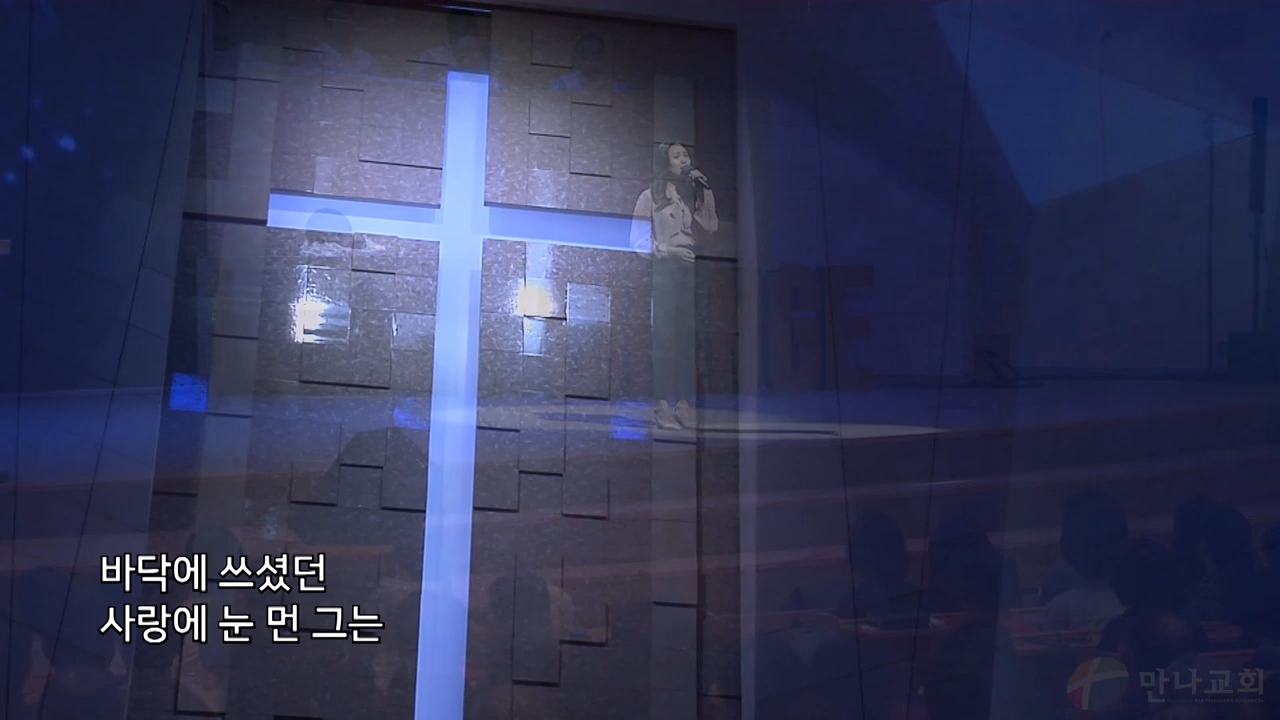 바닥에 쓰셨던
사랑에 눈 먼 그는
만나교회